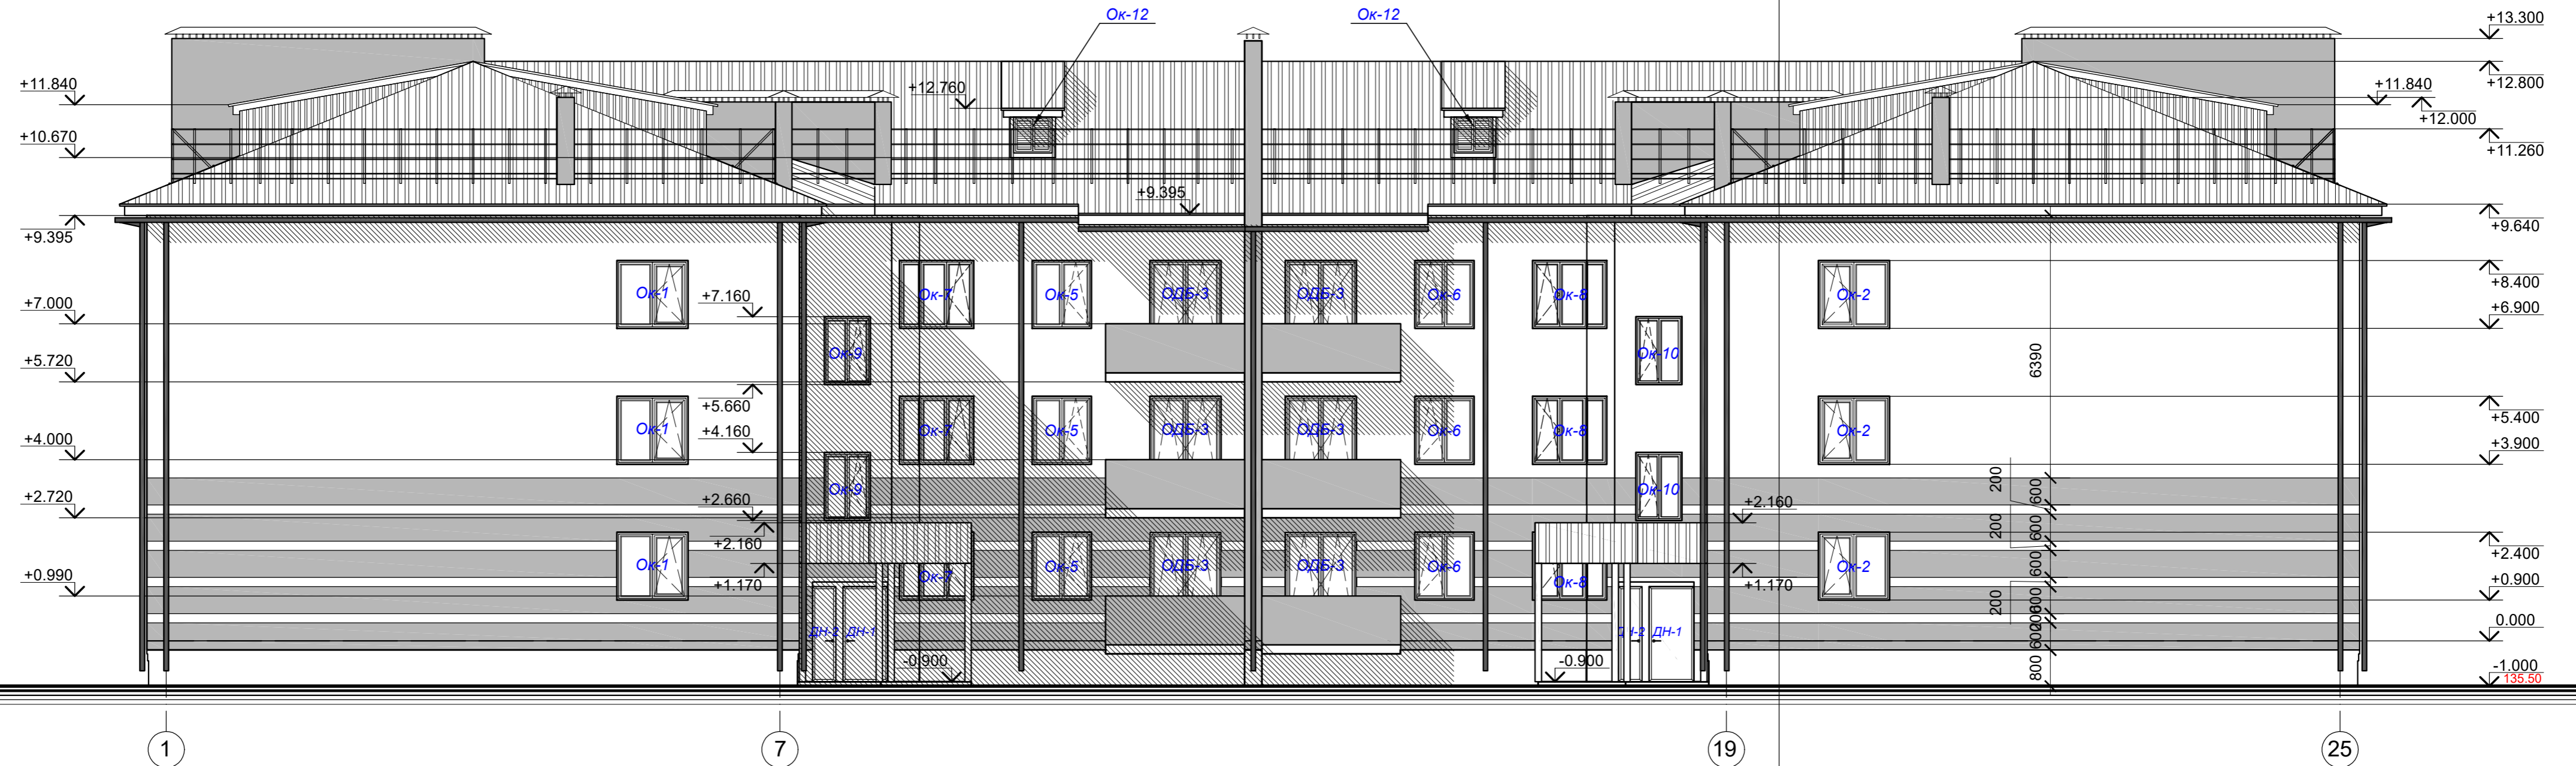 Ок-12
Ок-12
+13.300
+12.800
+11.840
+11.840
+12.760
+12.000
+10.670
+11.260
+9.395
+9.640
+9.395
+8.400
Ок-1
Ок-7
Ок-5
ОДБ-3
ОДБ-3
Ок-6
Ок-8
Ок-2
+7.160
+7.000
+6.900
Ок-9
Ок-10
6390
+5.720
+5.660
+5.400
Ок-1
Ок-7
Ок-5
ОДБ-3
ОДБ-3
Ок-6
Ок-8
Ок-2
+4.160
+4.000
+3.900
200
600
Ок-9
Ок-10
+2.720
+2.660
+2.160
200
600
+2.160
+2.400
Ок-1
Ок-7
Ок-5
ОДБ-3
ОДБ-3
Ок-6
Ок-8
Ок-2
600
+0.990
+1.170
+1.170
+0.900
200
600
200
0.000
ДН-2
ДН-1
ДН-2
ДН-1
600
-0.900
-0.900
800
-1.000
135.50
1
7
19
25